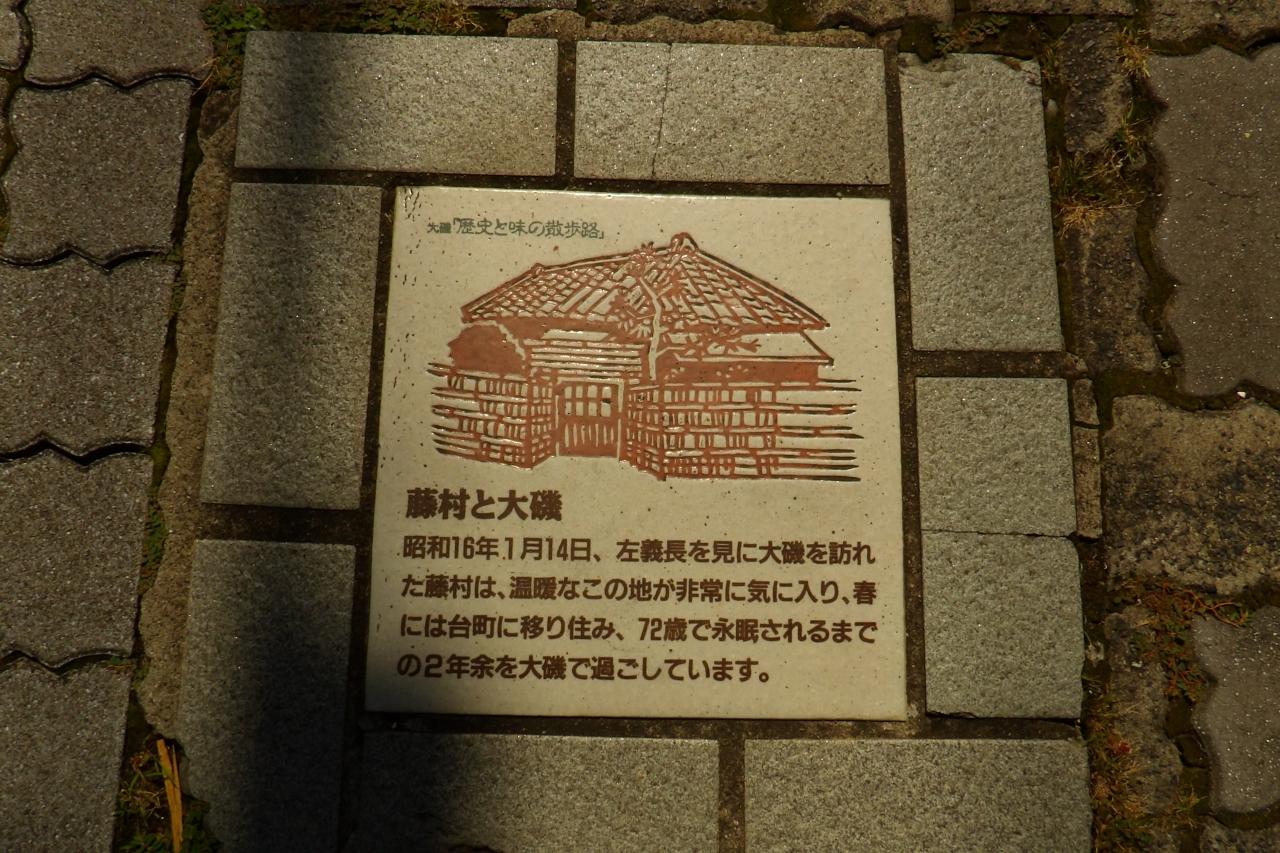 大磯「歴史と味の散歩路」
藤村と大磯
昭和16年1月14日、左義長を見に大磯を訪れ
た藤村は、温暖なこの地が非常に気に入り、春
には台町に移り住み、72歳で永眠されるまで
の2年余を大磯で過ごしています。